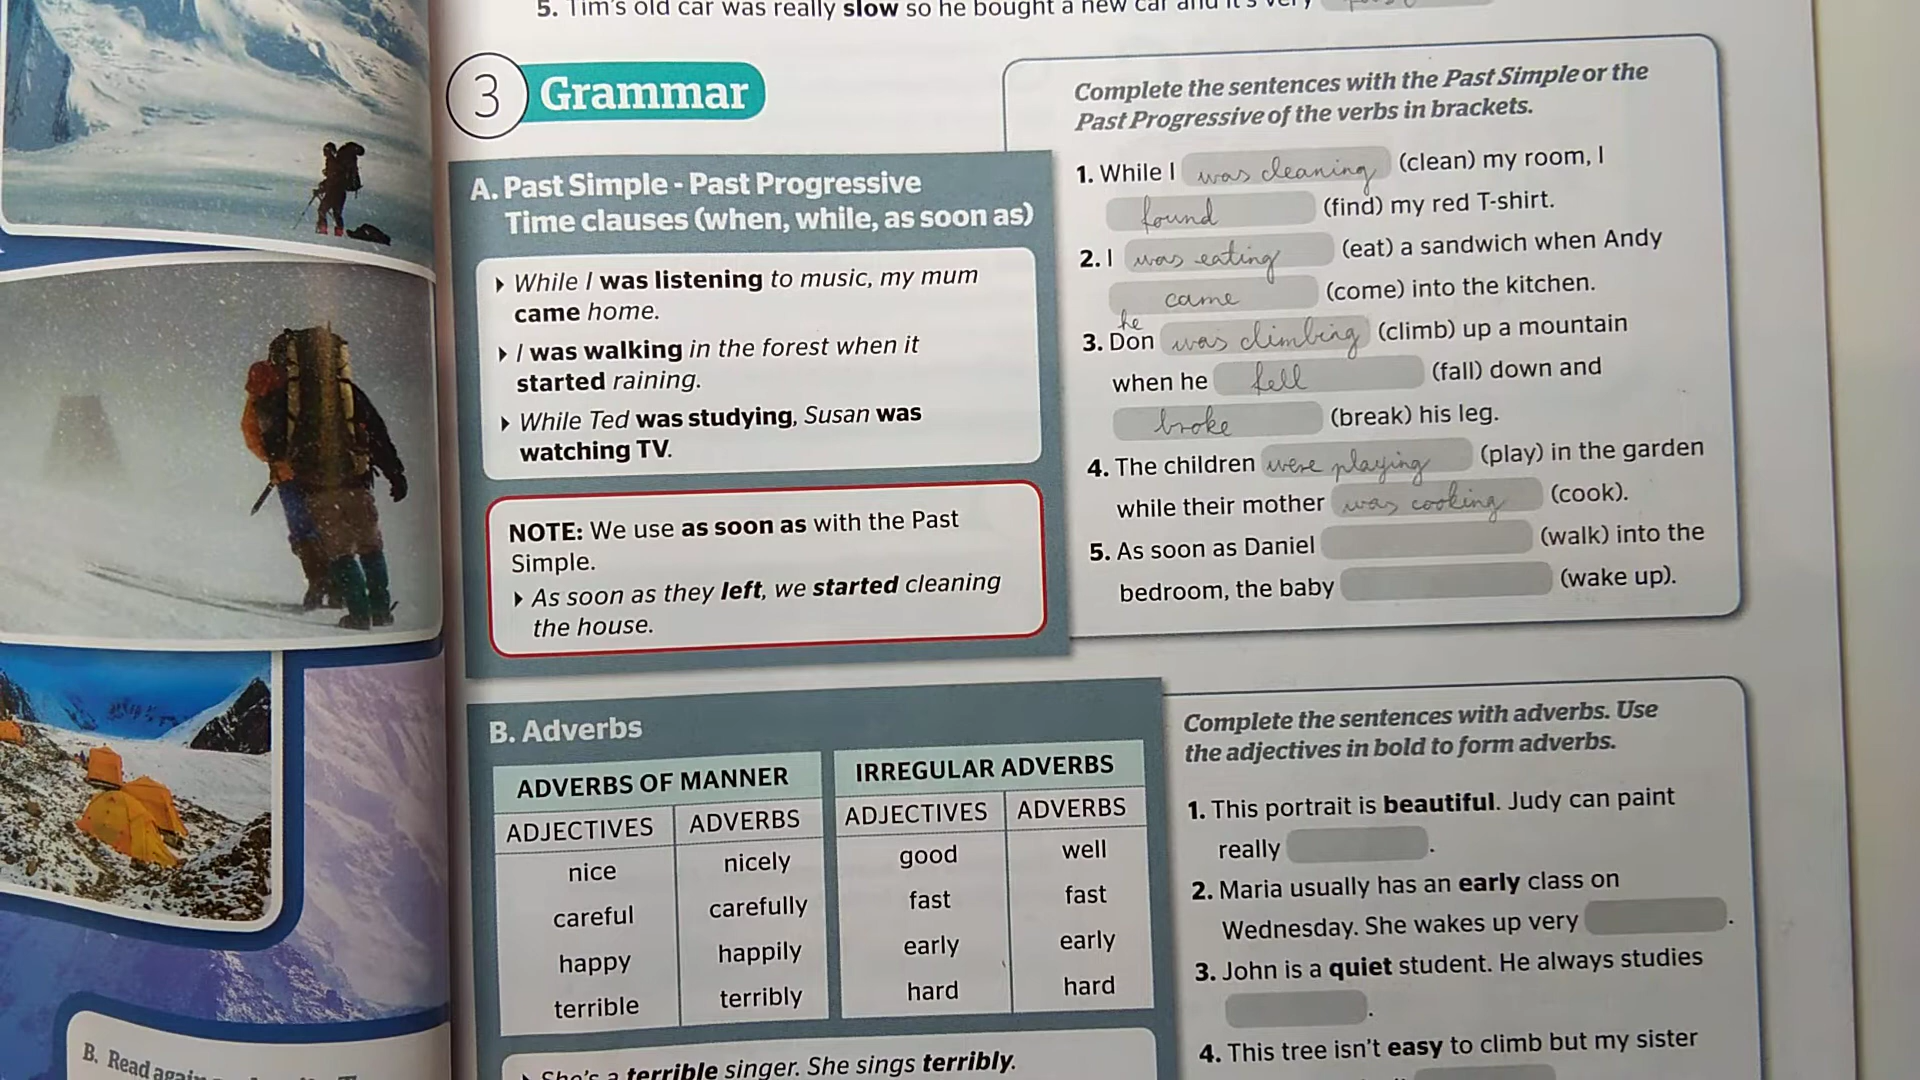 5. Tim's old car was really slow so he bought a new car and it's very
3 Grammar
A. Past Simple - Past Progressive
Time clauses (when, while, as soon as)
While I was listening to music, my mum
came home.
I was walking in the forest when it
started raining.
While Ted was studying, Susan was
watching TV.
NOTE: We use as soon as with the Past
Simple.
As soon as they left, we started cleaning
the house.
Complete the sentences with the Past Simple or the
Past Progressive of the verbs in brackets.
1. While I was cleaning (clean) my room, I
found (find) my red T-shirt.
2. I was eating (eat) a sandwich when Andy
came (come) into the kitchen.
he
3. Don was climbing (climb) up a mountain
when he fell (fall) down and
broke (break) his leg.
4. The children were playing (play) in the garden
while their mother was cooking (cook).
5. As soon as Daniel (walk) into the
bedroom, the baby (wake up).
B. Adverbs
ADVERBS OF MANNER
ADJECTIVES ADVERBS
nice nicely
careful carefully
happy happily
terrible terribly
IRREGULAR ADVERBS
ADJECTIVES ADVERBS
good well
fast fast
early early
hard hard
She's a terrible singer. She sings terribly.
Complete the sentences with adverbs. Use
the adjectives in bold to form adverbs.
1. This portrait is beautiful. Judy can paint
really .
2. Maria usually has an early class on
Wednesday. She wakes up very .
3. John is a quiet student. He always studies
.
4. This tree isn't easy to climb but my sister
B. Read again